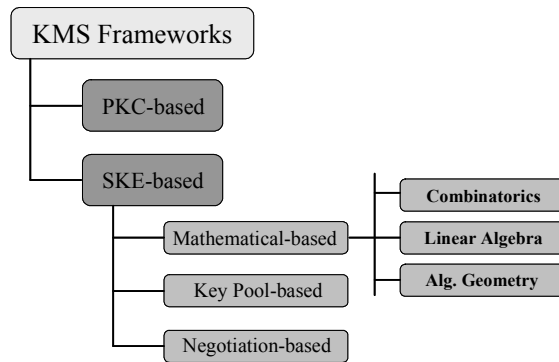 KMS Frameworks
PKC-based
SKE-based
Mathematical-based
Key Pool-based
Negotiation-based
Combinatorics
Linear Algebra
Alg. Geometry